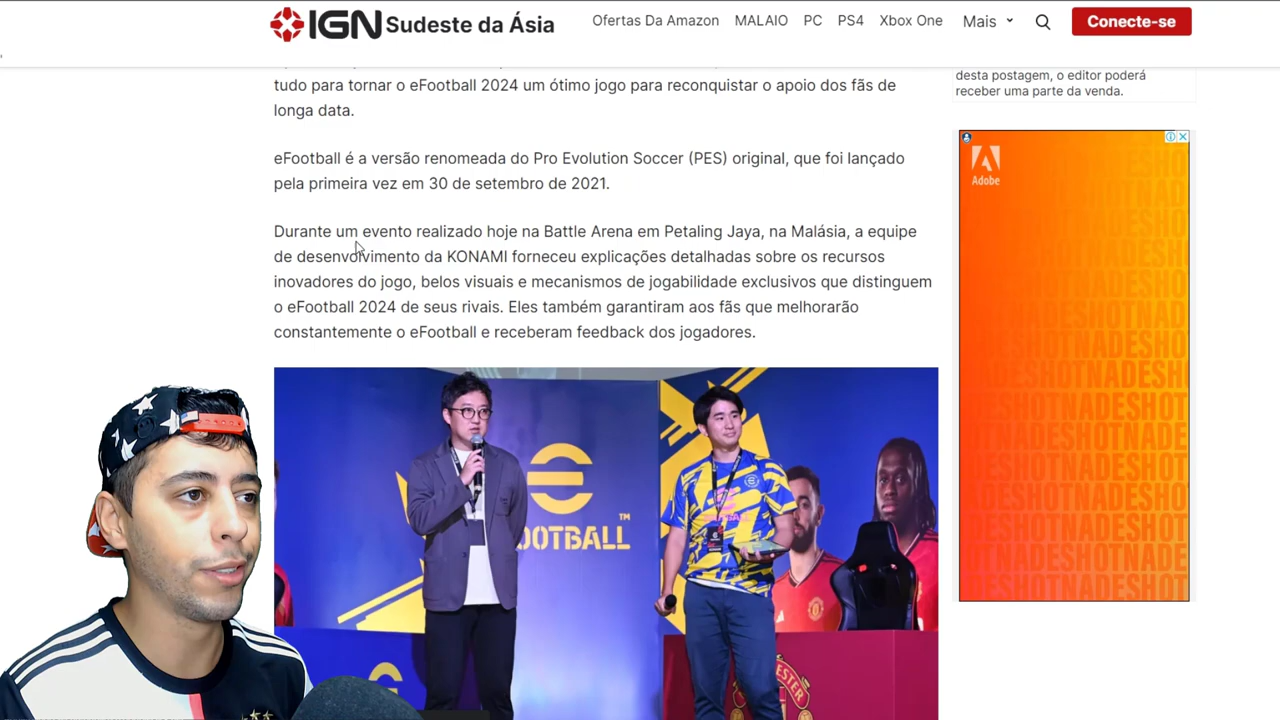 IGN Sudeste da Ásia
Ofertas Da Amazon MALAIO PC PS4 Xbox One Mais Conecte-se
tudo para tornar o eFootball 2024 um ótimo jogo para reconquistar o apoio dos fãs de
longa data.
eFootball é a versão renomeada do Pro Evolution Soccer (PES) original, que foi lançado
pela primeira vez em 30 de setembro de 2021.
Durante um evento realizado hoje na Battle Arena em Petaling Jaya, na Malásia, a equipe
de desenvolvimento da KONAMI forneceu explicações detalhadas sobre os recursos
inovadores do jogo, belos visuais e mecanismos de jogabilidade exclusivos que distinguem
o eFootball 2024 de seus rivais. Eles também garantiram aos fãs que melhorarão
constantemente o eFootball e receberam feedback dos jogadores.
desta postagem, o editor poderá
receber uma parte da venda.
Adobe
OOTBALL™